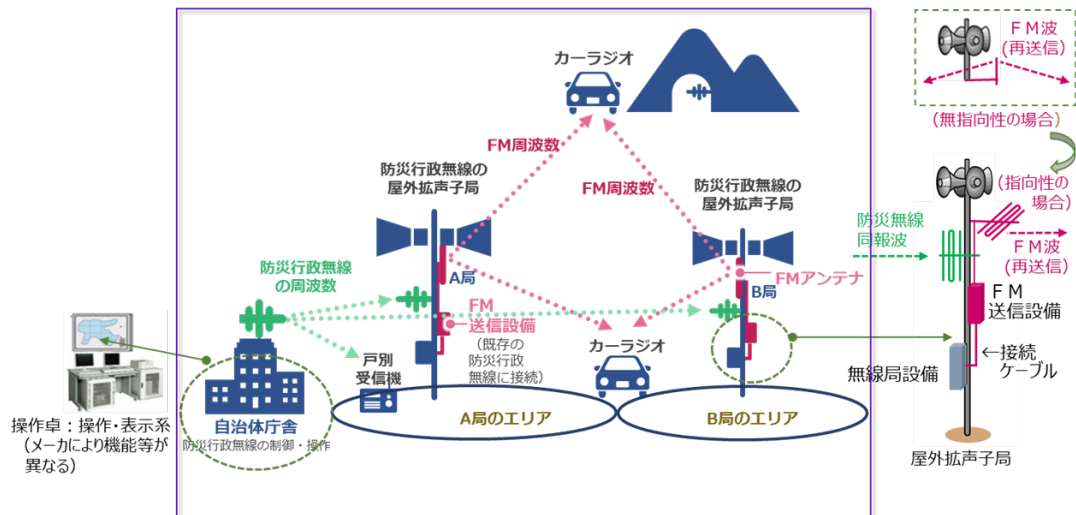 カーラジオ
FM周波数
FM周波数
防災行政無線の
屋外拡声子局
防災行政無線の
屋外拡声子局
A局
防災行政無線
の周波数
FM
送信設備
(既存の
防災行政
無線に接続)
FMアンテナ
B局
戸別
受信機
カーラジオ
自治体庁舎
防災行政無線の制御・操作
A局のエリア
B局のエリア
操作卓：操作・表示系
(メーカにより機能等が
異なる)
ＦＭ波
(再送信)
(無指向性の場合)
(指向性の
場合)
防災無線
同報波
ＦＭ波
(再送信)
ＦＭ
送信設備
←接続
ケーブル
無線局設備
屋外拡声子局